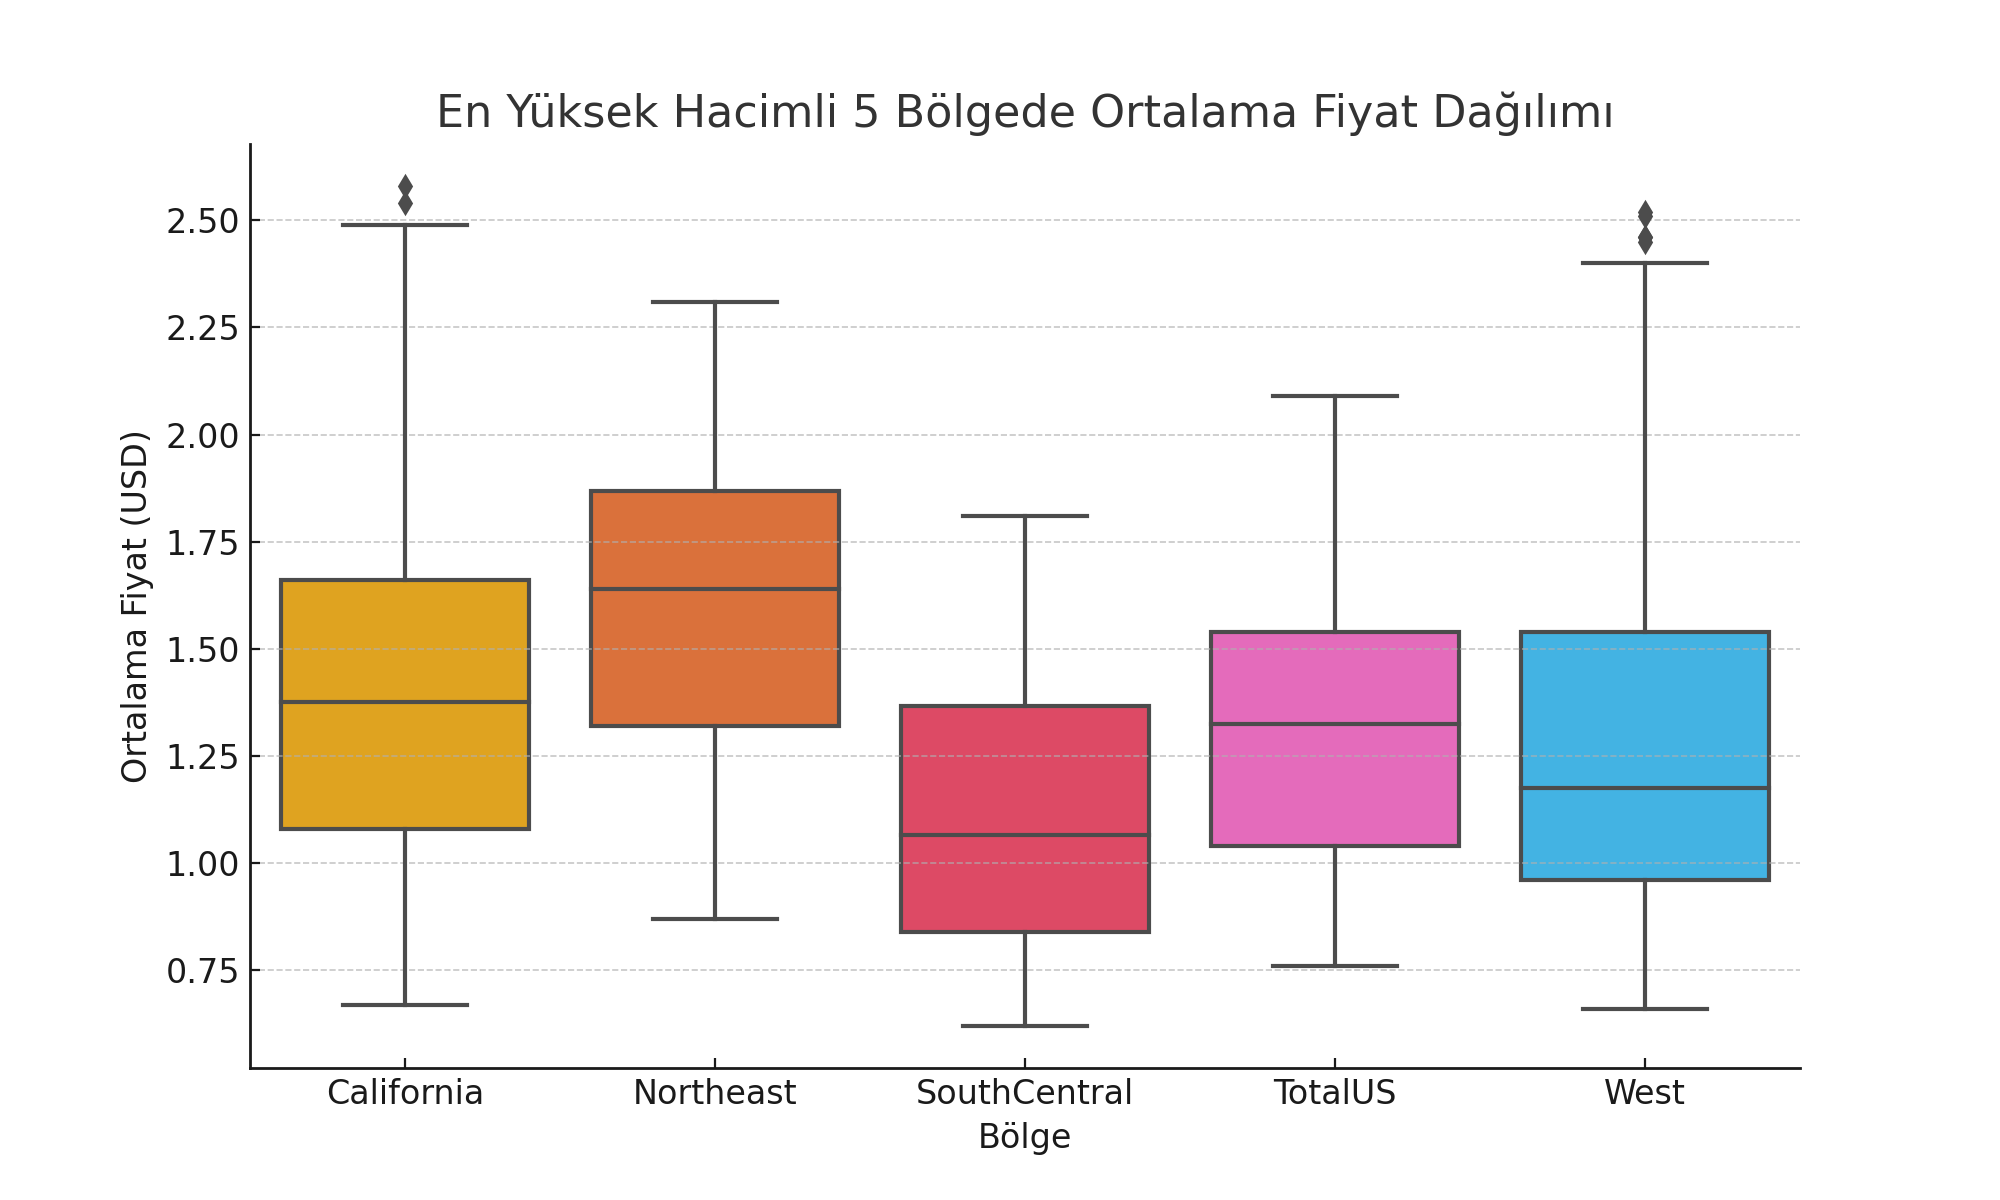 En Yüksek Hacimli 5 Bölgede Ortalama Fiyat Dağılımı
Ortalama Fiyat (USD)
2.50
2.25
2.00
1.75
1.50
1.25
1.00
0.75
California
Northeast
SouthCentral
TotalUS
West
Bölge